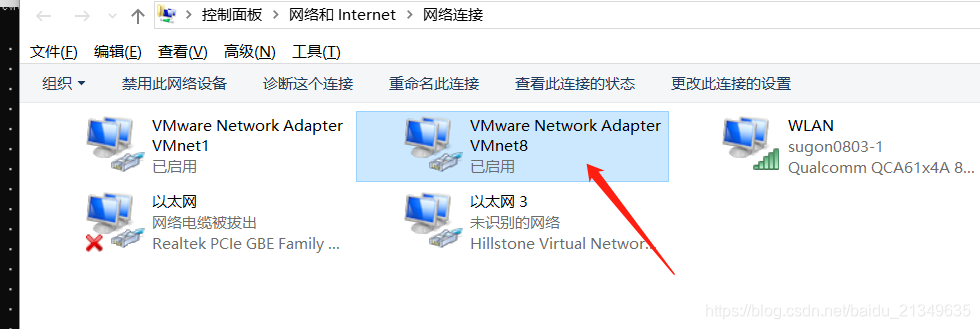 控制面板 > 网络和 Internet > 网络连接
文件(F) 编辑(E) 查看(V) 高级(N) 工具(T)
组织 禁用此网络设备 诊断这个连接 重命名此连接 查看此连接的状态 更改此连接的设置
VMware Network Adapter VMware Network Adapter WLAN
VMnet1 VMnet8 sugon0803-1
已启用 已启用 Qualcomm QCA61x4A 8...
以太网 以太网 3
网络电缆被拔出 未识别的网络
Realtek PCIe GBE Family ... Hillstone Virtual Networ...
https://blog.csdn.net/baidu_21349635